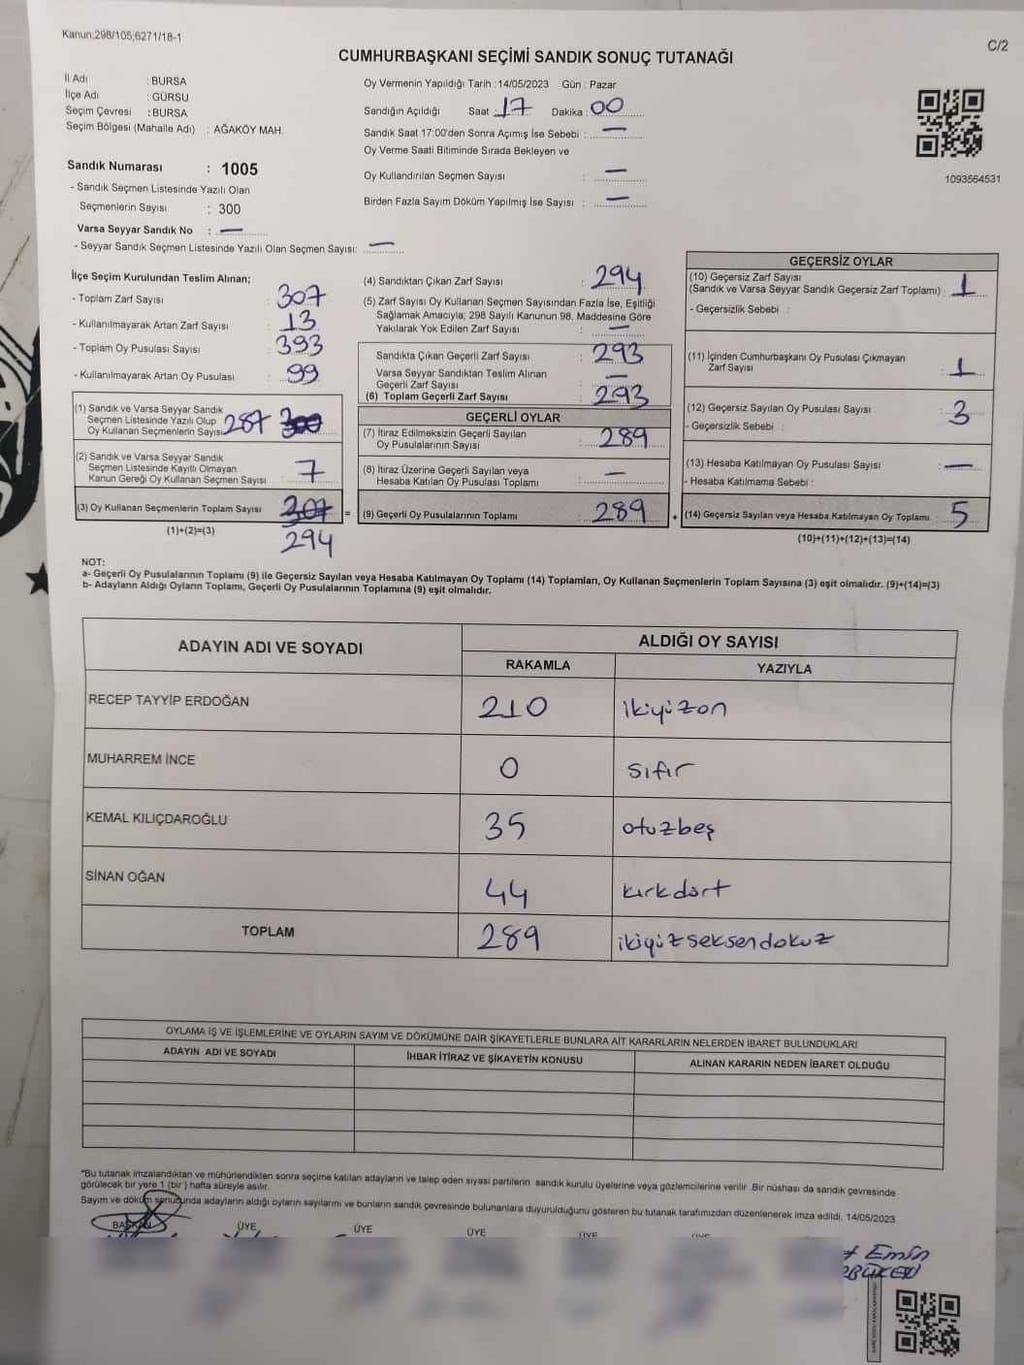 Kanun:298/105,6271/18-1
C/2
CUMHURBAŞKANI SEÇİMİ SANDIK SONUÇ TUTANAĞI
İl Adı : BURSA
İlçe Adı : GÜRSU
Seçim Çevresi : BURSA
Seçim Bölgesi (Mahalle Adı) : AĞAKÖY MAH.
Oy Vermenin Yapıldığı Tarih :14/05/2023 Gün : Pazar
Sandığın Açıldığı Saat : 17 Dakika : 00
Sandık Saat 17:00'den Sonra Açımış İse Sebebi : —
Oy Verme Saati Bitiminde Sırada Bekleyen ve
Oy Kullandırılan Seçmen Sayısı : —
Birden Fazla Sayım Döküm Yapılmış İse Sayısı : —
1093564531
Sandık Numarası : 1005
- Sandık Seçmen Listesinde Yazılı Olan
Seçmenlerin Sayısı : 300
Varsa Seyyar Sandık No : —
- Seyyar Sandık Seçmen Listesinde Yazılı Olan Seçmen Sayısı: —
İlçe Seçim Kurulundan Teslim Alınan;
- Toplam Zarf Sayısı : 307
- Kullanılmayarak Artan Zarf Sayısı : 13
- Toplam Oy Pusulası Sayısı : 393
- Kullanılmayarak Artan Oy Pusulası : 99
(1) Sandık ve Varsa Seyyar Sandık
Seçmen Listesinde Yazılı Olup
Oy Kullanan Seçmenlerin Sayısı 287 300
(2) Sandık ve Varsa Seyyar Sandık
Seçmen Listesinde Kayıtlı Olmayan
Kanun Gereği Oy Kullanan Seçmen Sayısı : 7
(3) Oy Kullanan Seçmenlerin Toplam Sayısı 307
(1)+(2)=(3)
294
(4) Sandıktan Çıkan Zarf Sayısı : 294
(5) Zarf Sayısı Oy Kullanan Seçmen Sayısından Fazla İse, Eşitliği
Sağlamak Amacıyla; 298 Sayılı Kanunun 98. Maddesine Göre
Yakılarak Yok Edilen Zarf Sayısı : —
Sandıkta Çıkan Geçerli Zarf Sayısı : 293
Varsa Seyyar Sandıktan Teslim Alınan
Geçerli Zarf Sayısı : —
(6) Toplam Geçerli Zarf Sayısı : 293
GEÇERLİ OYLAR
(7) İtiraz Edilmeksizin Geçerli Sayılan
Oy Pusulalarının Sayısı : 289
(8) İtiraz Üzerine Geçerli Sayılan veya
Hesaba Katılan Oy Pusulası Toplamı : —
= (9) Geçerli Oy Pusulalarının Toplamı : 289
GEÇERSİZ OYLAR
(10) Geçersiz Zarf Sayısı
(Sandık ve Varsa Seyyar Sandık Geçersiz Zarf Toplamı) : 1
- Geçersizlik Sebebi :
(11) İçinden Cumhurbaşkanı Oy Pusulası Çıkmayan
Zarf Sayısı : 1
(12) Geçersiz Sayılan Oy Pusulası Sayısı : 3
- Geçersizlik Sebebi :
(13) Hesaba Katılmayan Oy Pusulası Sayısı : —
- Hesaba Katılmama Sebebi :
+ (14) Geçersiz Sayılan veya Hesaba Katılmayan Oy Toplamı : 5
(10)+(11)+(12)+(13)=(14)
NOT:
a- Geçerli Oy Pusulalarının Toplamı (9) ile Geçersiz Sayılan veya Hesaba Katılmayan Oy Toplamı (14) Toplamları, Oy Kullanan Seçmenlerin Toplam Sayısına (3) eşit olmalıdır. (9)+(14)=(3)
b- Adayların Aldığı Oyların Toplamı, Geçerli Oy Pusulalarının Toplamına (9) eşit olmalıdır.
ADAYIN ADI VE SOYADI
ALDIĞI OY SAYISI
RAKAMLA YAZIYLA
RECEP TAYYİP ERDOĞAN 210 ikiyüzon
MUHARREM İNCE 0 sıfır
KEMAL KILIÇDAROĞLU 35 otuzbeş
SİNAN OĞAN 44 kırkdört
TOPLAM 289 ikiyüzseksendokuz
OYLAMA İŞ VE İŞLEMLERİNE VE OYLARIN SAYIM VE DÖKÜMÜNE DAİR ŞİKAYETLERLE BUNLARA AİT KARARLARIN NELERDEN İBARET BULUNDUKLARI
ADAYIN ADI VE SOYADI İHBAR İTİRAZ VE ŞİKAYETİN KONUSU ALINAN KARARIN NEDEN İBARET OLDUĞU
*Bu tutanak imzalandıktan ve mühürlendikten sonra seçime katılan adayların ve talep eden siyasi partilerin sandık kurulu üyelerine veya gözlemcilerine verilir .Bir nüshası da sandık çevresinde
görülecek bir yere 1 (bir) hafta süreyle asılır.
Sayım ve döküm sonucunda adayların aldığı oyların sayılarını ve bunların sandık çevresinde bulunanlara duyurulduğunu gösteren bu tutanak tarafımızdan düzenlenerek imza edildi. 14/05/2023
BAŞKAN ÜYE ÜYE ÜYE ÜYE ÜYE
Emin